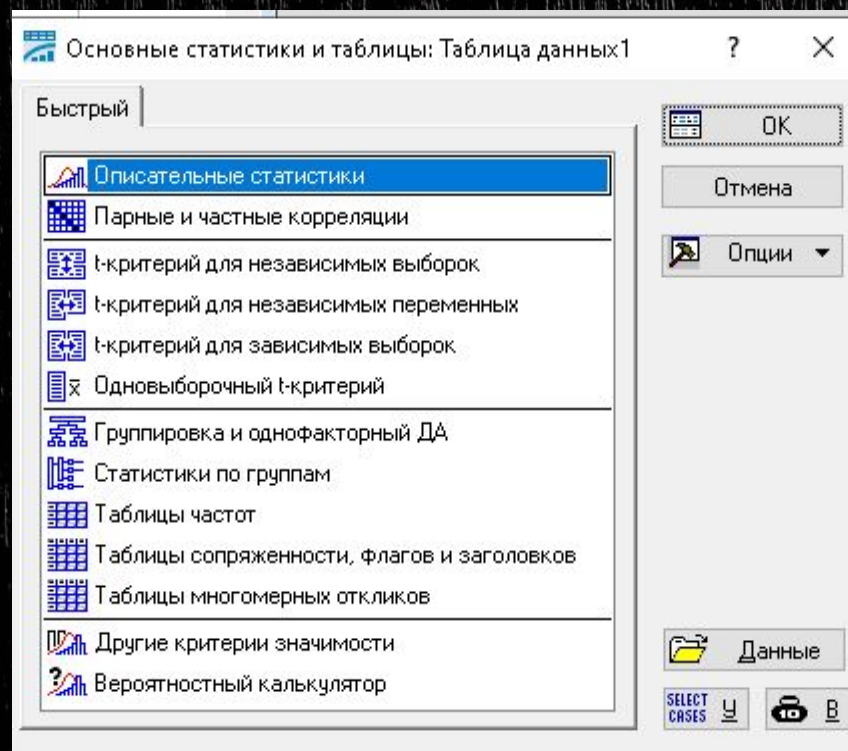 Основные статистики и таблицы: Таблица данных1 ?
Быстрый
Описательные статистики
Парные и частные корреляции
t-критерий для независимых выборок
t-критерий для независимых переменных
t-критерий для зависимых выборок
Одновыборочный t-критерий
Группировка и однофакторный ДА
Статистики по группам
Таблицы частот
Таблицы сопряженности, флагов и заголовков
Таблицы многомерных откликов
Другие критерии значимости
Вероятностный калькулятор
OK
Отмена
Опции
Данные
SELECT CASES У
10 В